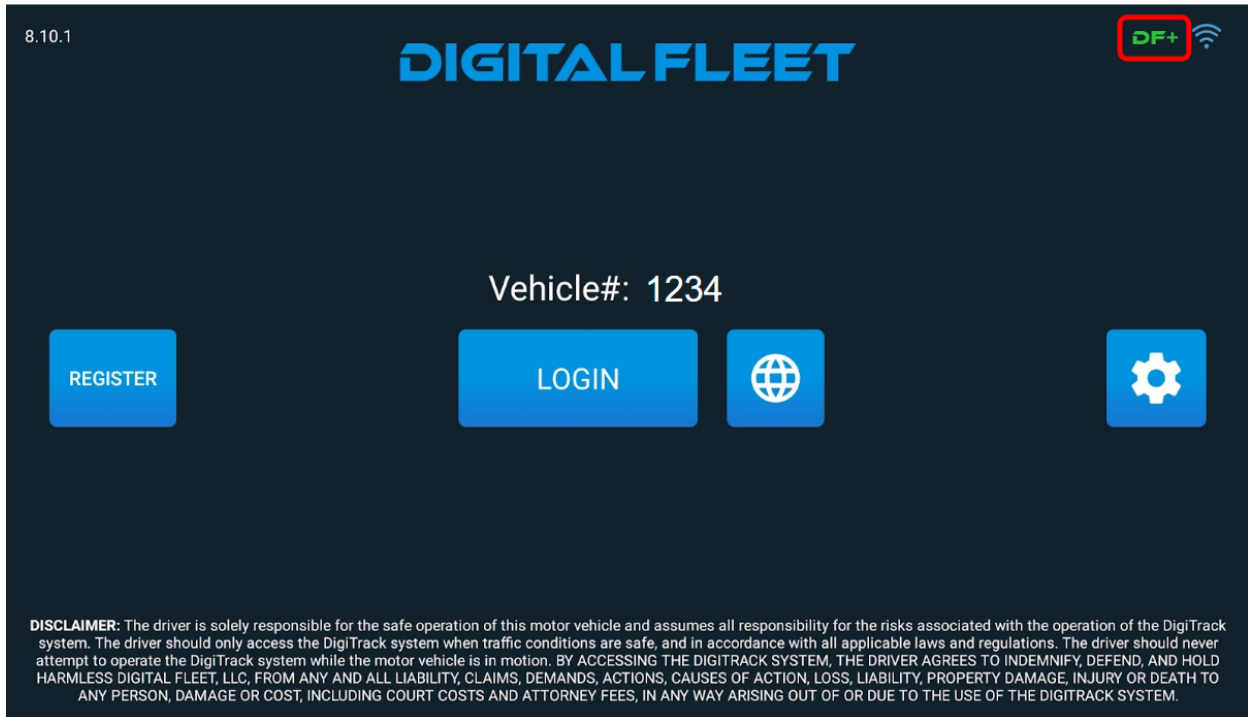 8.10.1
DF+
DIGITAL FLEET
Vehicle#: 1234
REGISTER
LOGIN
DISCLAIMER: The driver is solely responsible for the safe operation of this motor vehicle and assumes all responsibility for the risks associated with the operation of the DigiTrack
system. The driver should only access the DigiTrack system when traffic conditions are safe, and in accordance with all applicable laws and regulations. The driver should never
attempt to operate the DigiTrack system while the motor vehicle is in motion. BY ACCESSING THE DIGITRACK SYSTEM, THE DRIVER AGREES TO INDEMNIFY, DEFEND, AND HOLD
HARMLESS DIGITAL FLEET, LLC, FROM ANY AND ALL LIABILITY, CLAIMS, DEMANDS, ACTIONS, CAUSES OF ACTION, LOSS, LIABILITY, PROPERTY DAMAGE, INJURY OR DEATH TO
ANY PERSON, DAMAGE OR COST, INCLUDING COURT COSTS AND ATTORNEY FEES, IN ANY WAY ARISING OUT OF OR DUE TO THE USE OF THE DIGITRACK SYSTEM.